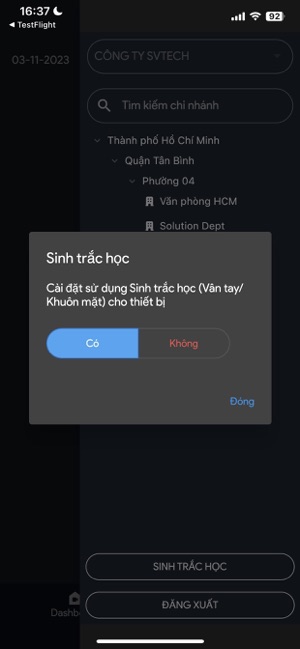 16:37
92
TestFlight
03-11-2023
CÔNG TY SVTECH
Tìm kiếm chi nhánh
Thành phố Hồ Chí Minh
Quận Tân Bình
Phường 04
Văn phòng HCM
Solution Dept
Sinh trắc học
Cài đặt sử dụng Sinh trắc học (Vân tay/
Khuôn mặt) cho thiết bị
Có
Không
Đóng
SINH TRẮC HỌC
Dashb
ĐĂNG XUẤT